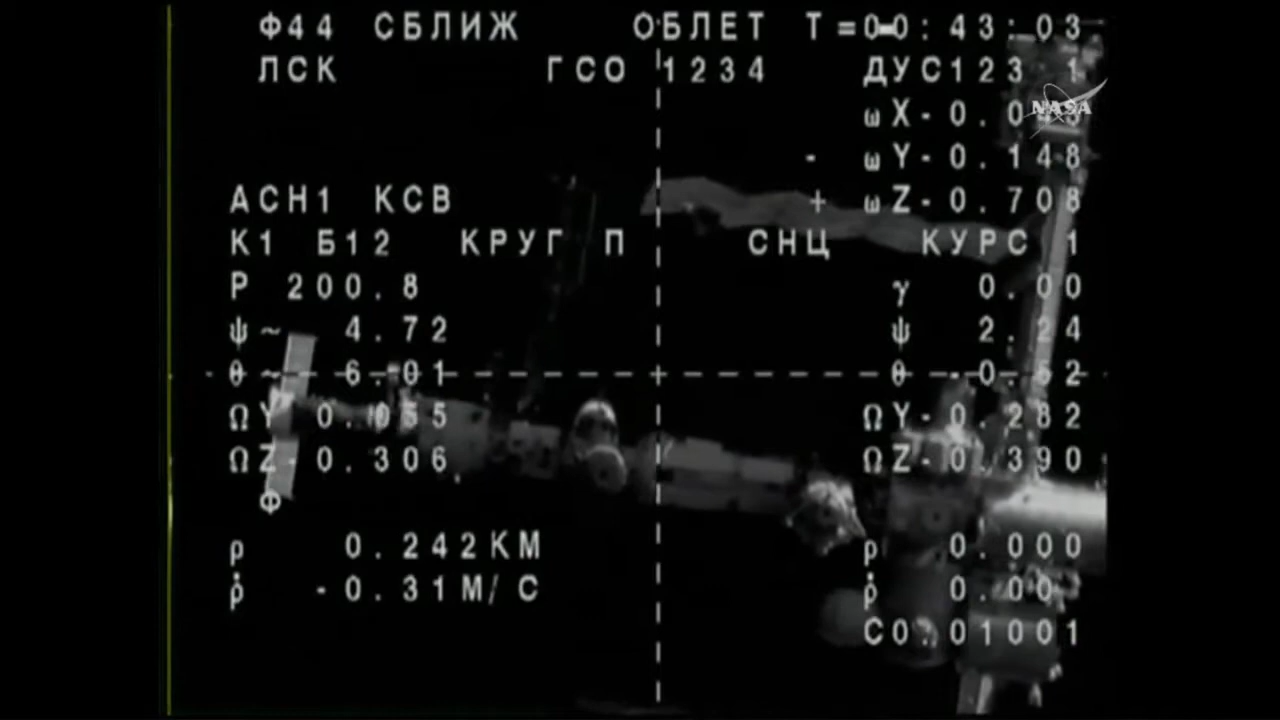 Ф44 СБЛИЖ ОБЛЕТ Т=00:43:03
ЛСК ГСО 1234 ДУС123 1
NASA
ωX-0.0
- ωY-0.148
АСН1 КСВ + ωZ-0.708
К1 Б12 КРУГ П СНЦ КУРС 1
Р 200.8 γ 0.00
ψ~ 4.72 ψ 2.24
θ~ 6.01 θ -0.52
ΩY 0.055 ΩY-0.282
ΩZ-0.306 ΩZ-0.390
Ф
ρ 0.242КМ ρ 0.000
ρ̇ -0.31М/С ρ̇ 0.00
С0 01001